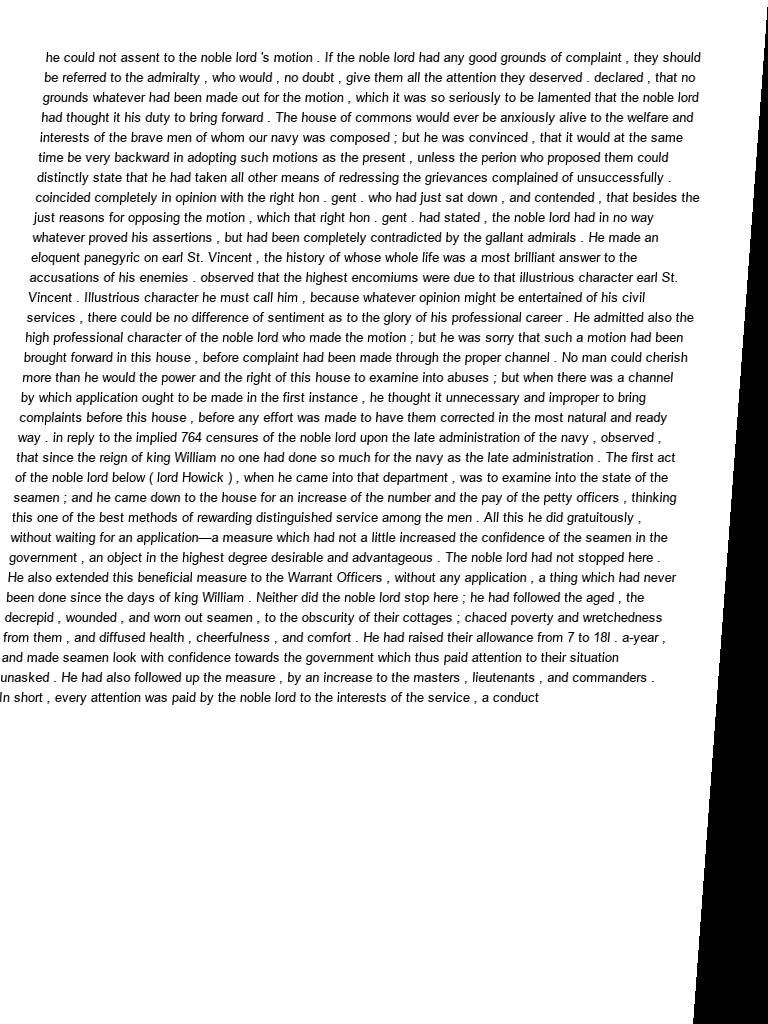 he could not assent to the noble lord 's motion . If the noble lord had any good grounds of complaint , they should
be referred to the admiralty , who would , no doubt , give them all the attention they deserved . declared , that no
grounds whatever had been made out for the motion , which it was so seriously to be lamented that the noble lord
had thought it his duty to bring forward . The house of commons would ever be anxiously alive to the welfare and
interests of the brave men of whom our navy was composed ; but he was convinced , that it would at the same
time be very backward in adopting such motions as the present , unless the perion who proposed them could
distinctly state that he had taken all other means of redressing the grievances complained of unsuccessfully .
coincided completely in opinion with the right hon . gent . who had just sat down , and contended , that besides the
just reasons for opposing the motion , which that right hon . gent . had stated , the noble lord had in no way
whatever proved his assertions , but had been completely contradicted by the gallant admirals . He made an
eloquent panegyric on earl St. Vincent , the history of whose whole life was a most brilliant answer to the
accusations of his enemies . observed that the highest encomiums were due to that illustrious character earl St.
Vincent . Illustrious character he must call him , because whatever opinion might be entertained of his civil
services , there could be no difference of sentiment as to the glory of his professional career . He admitted also the
high professional character of the noble lord who made the motion ; but he was sorry that such a motion had been
brought forward in this house , before complaint had been made through the proper channel . No man could cherish
more than he would the power and the right of this house to examine into abuses ; but when there was a channel
by which application ought to be made in the first instance , he thought it unnecessary and improper to bring
complaints before this house , before any effort was made to have them corrected in the most natural and ready
way . in reply to the implied 764 censures of the noble lord upon the late administration of the navy , observed ,
that since the reign of king William no one had done so much for the navy as the late administration . The first act
of the noble lord below ( lord Howick ) , when he came into that department , was to examine into the state of the
seamen ; and he came down to the house for an increase of the number and the pay of the petty officers , thinking
this one of the best methods of rewarding distinguished service among the men . All this he did gratuitously ,
without waiting for an application—a measure which had not a little increased the confidence of the seamen in the
government , an object in the highest degree desirable and advantageous . The noble lord had not stopped here .
He also extended this beneficial measure to the Warrant Officers , without any application , a thing which had never
been done since the days of king William . Neither did the noble lord stop here ; he had followed the aged , the
decrepid , wounded , and worn out seamen , to the obscurity of their cottages ; chaced poverty and wretchedness
from them , and diffused health , cheerfulness , and comfort . He had raised their allowance from 7 to 18l . a-year ,
and made seamen look with confidence towards the government which thus paid attention to their situation
unasked . He had also followed up the measure , by an increase to the masters , lieutenants , and commanders .
In short , every attention was paid by the noble lord to the interests of the service , a conduct